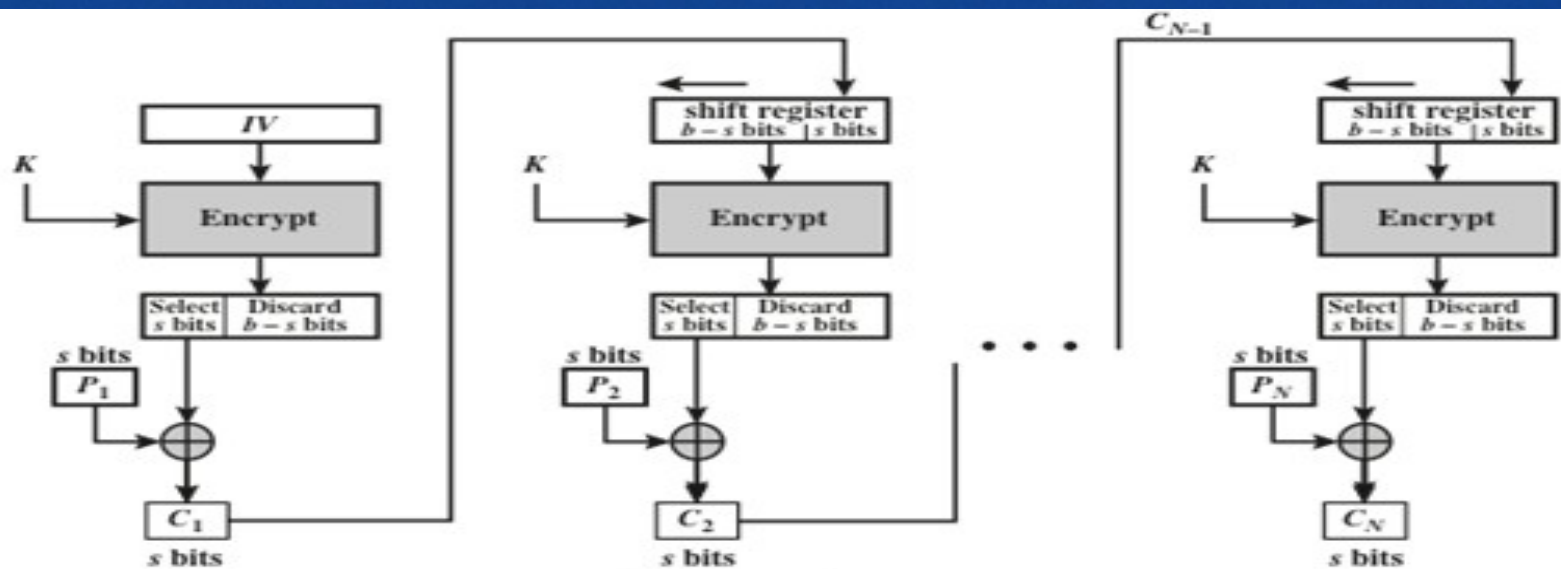 C_{N-1}
IV
K
Encrypt
Select
s bits
Discard
b – s bits
s bits
P_1
C_1
s bits
shift register
b – s bits | s bits
K
Encrypt
Select
s bits
Discard
b – s bits
s bits
P_2
C_2
s bits
• • •
shift register
b – s bits | s bits
K
Encrypt
Select
s bits
Discard
b – s bits
s bits
P_N
C_N
s bits